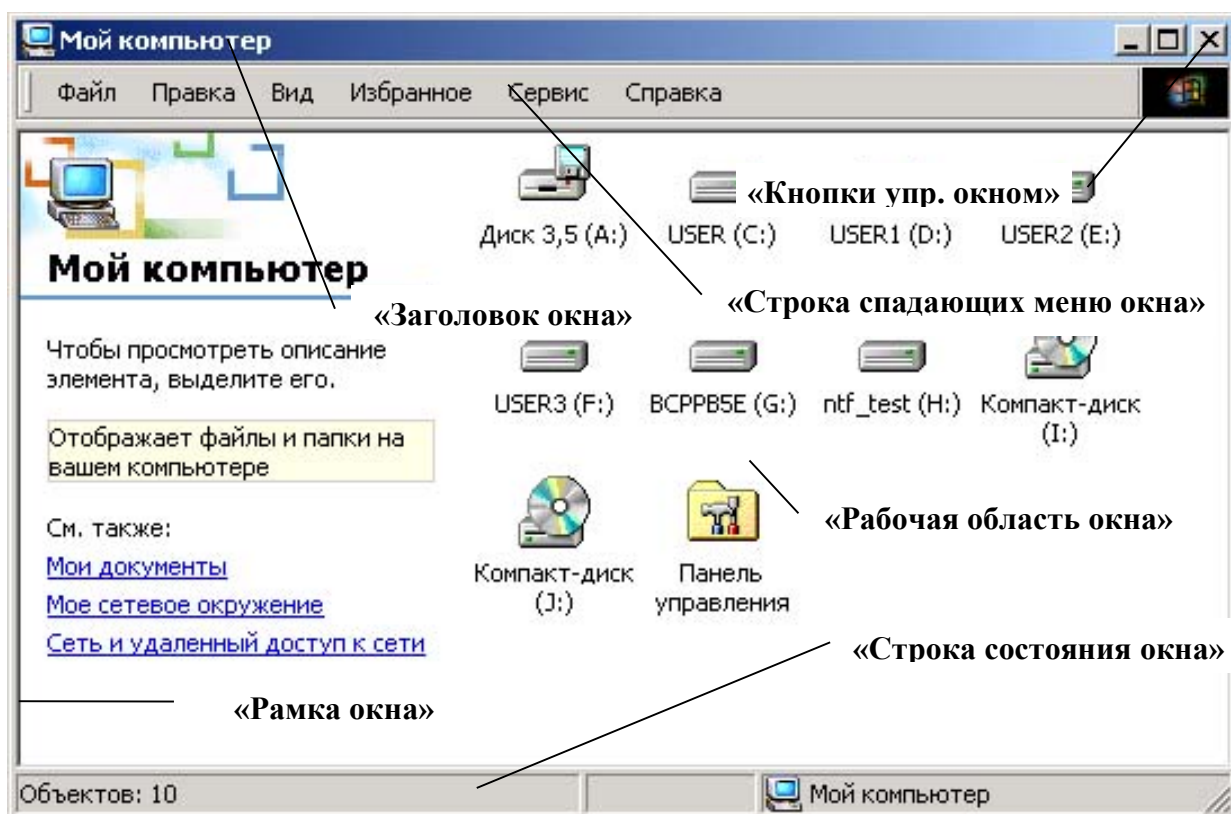 Мой компьютер
Файл Правка Вид Избранное Сервис Справка
«Кнопки упр. окном»
Диск 3,5 (A:) USER (C:) USER1 (D:) USER2 (E:)
Мой компьютер
«Заголовок окна»
«Строка спадающих меню окна»
Чтобы просмотреть описание
элемента, выделите его.
USER3 (F:) BCPPB5E (G:) ntf_test (H:) Компакт-диск
(I:)
Отображает файлы и папки на
вашем компьютере
«Рабочая область окна»
См. также:
Мои документы
Мое сетевое окружение
Сеть и удаленный доступ к сети
Компакт-диск
(J:)
Панель
управления
«Строка состояния окна»
«Рамка окна»
Объектов: 10
Мой компьютер